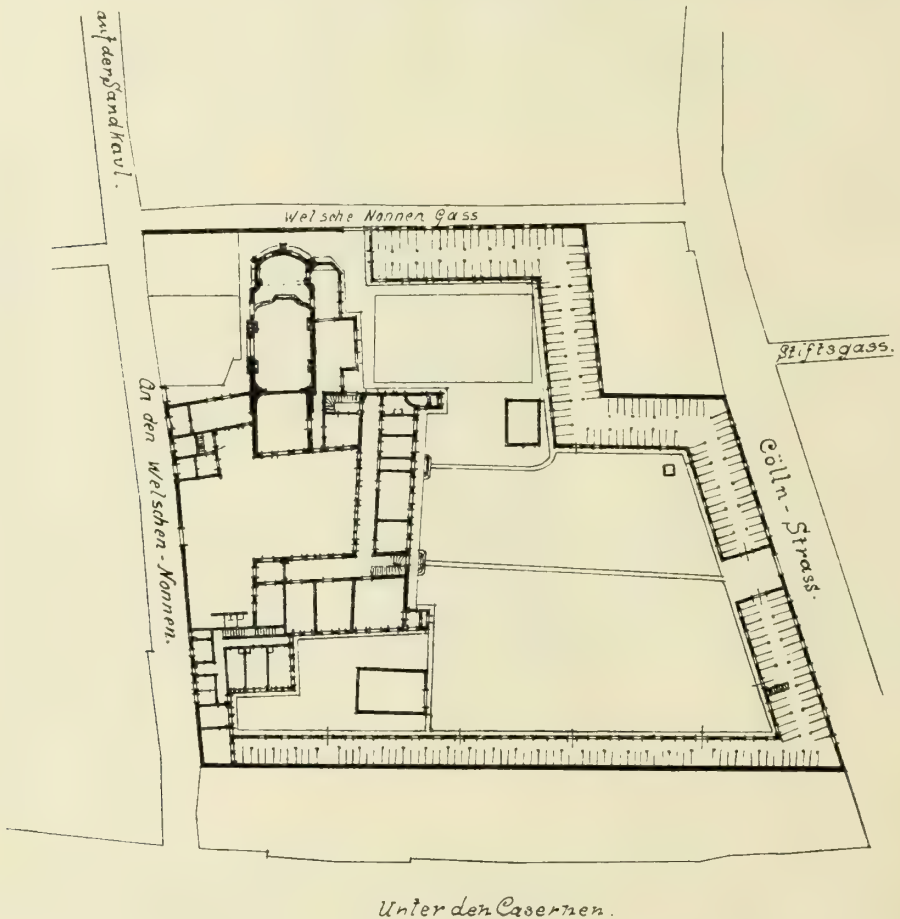 auf der Sandkaul.
Welsche Nonnen Gass
Stiftsgass.
An den Welschen-Nonnen.
Cölln-Strass.
Unter den Casernen.